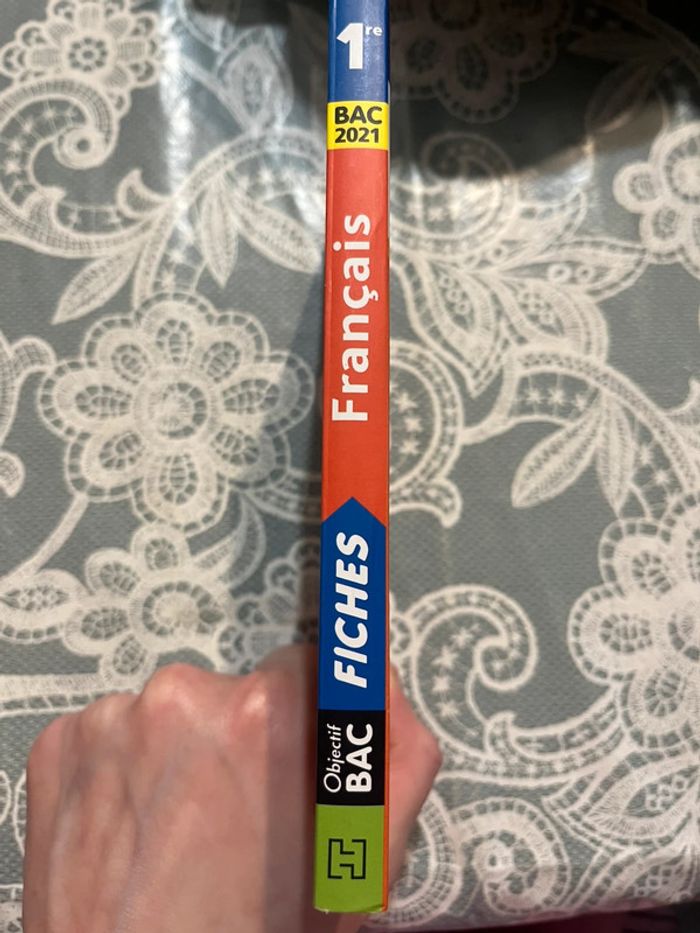 1re
BAC
2021
Français
FICHES
Objectif
BAC